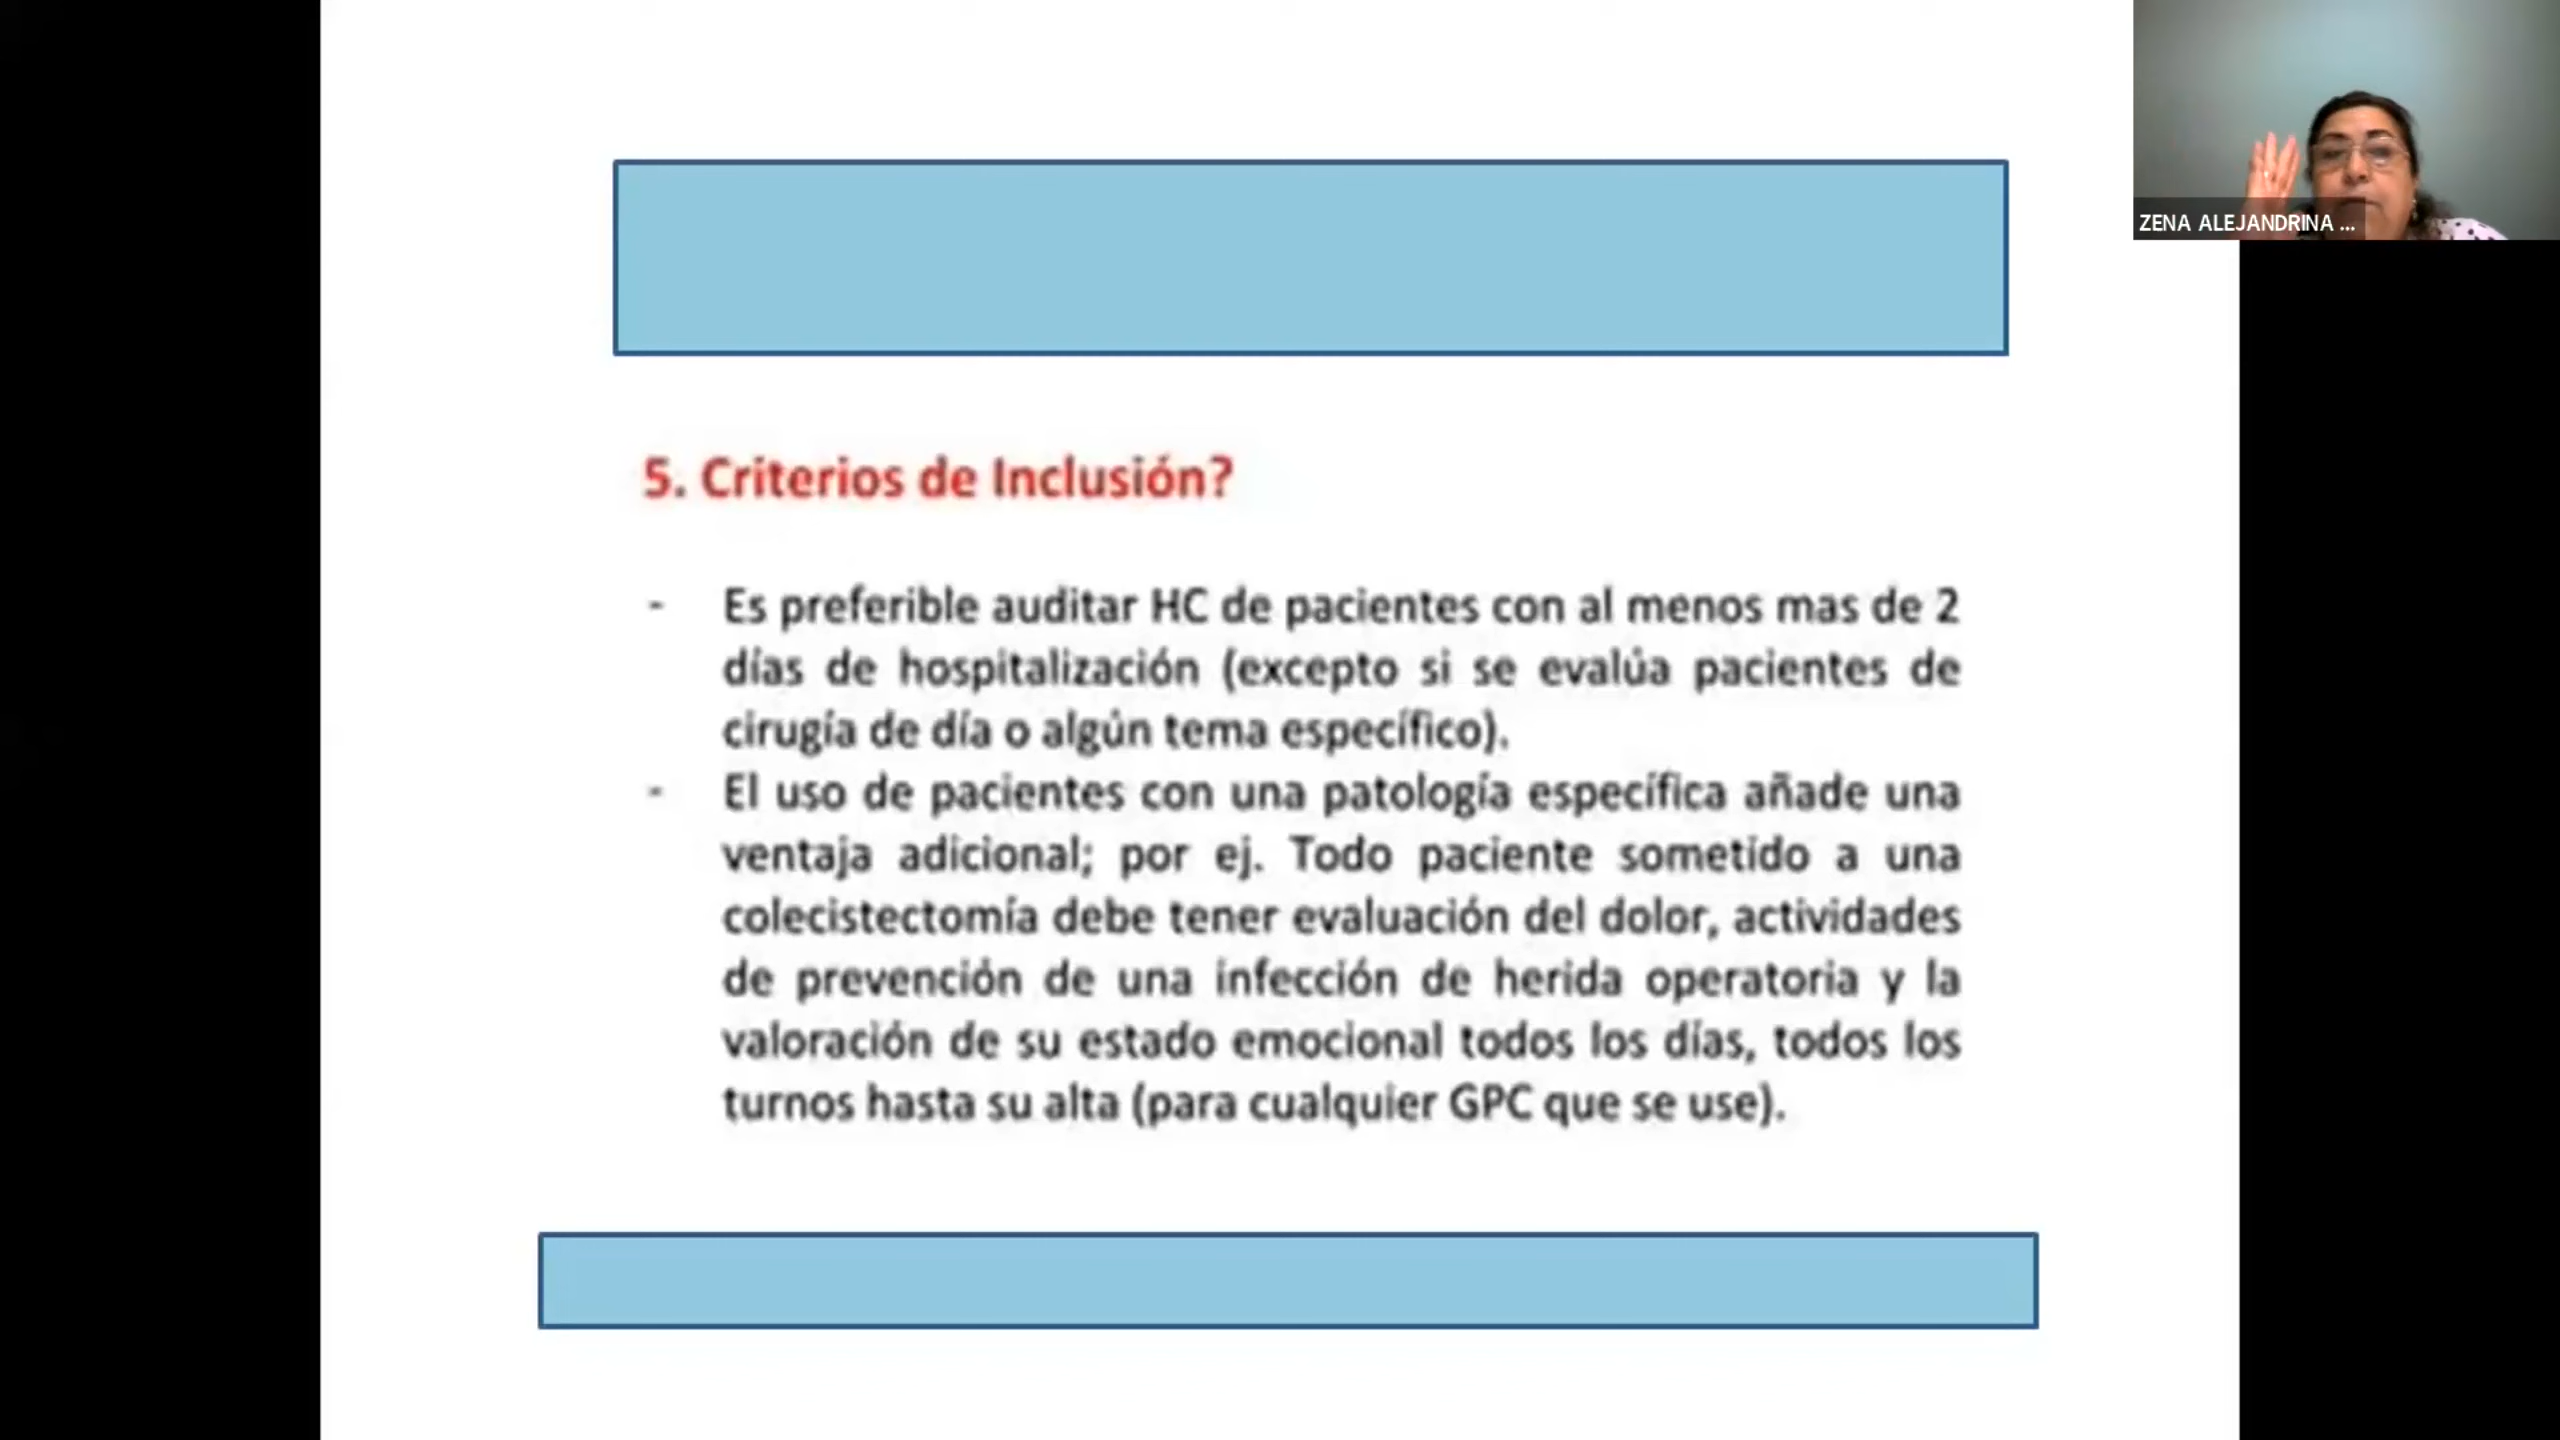 ZENA ALEJANDRINA ...
5. Criterios de Inclusión?
- Es preferible auditar HC de pacientes con al menos mas de 2
días de hospitalización (excepto si se evalúa pacientes de
cirugía de día o algún tema específico).
- El uso de pacientes con una patología específica añade una
ventaja adicional; por ej. Todo paciente sometido a una
colecistectomía debe tener evaluación del dolor, actividades
de prevención de una infección de herida operatoria y la
valoración de su estado emocional todos los días, todos los
turnos hasta su alta (para cualquier GPC que se use).